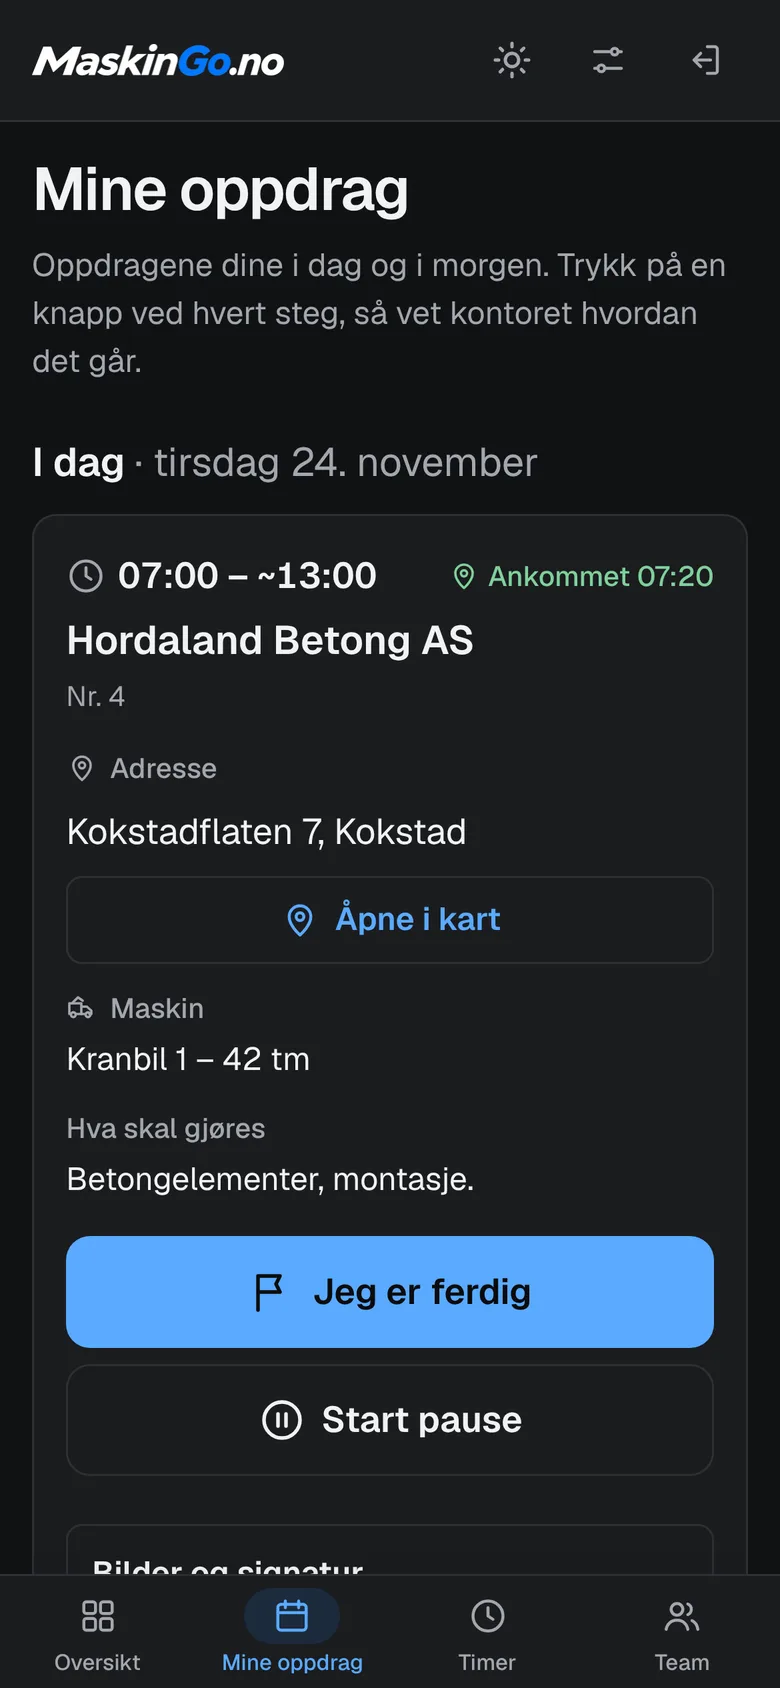 MaskinGo.no
Mine oppdrag
Oppdragene dine i dag og i morgen. Trykk på en
knapp ved hvert steg, så vet kontoret hvordan
det går.
I dag · tirsdag 24. november
07:00 – ~13:00
Ankommet 07:20
Hordaland Betong AS
Nr. 4
Adresse
Kokstadflaten 7, Kokstad
Åpne i kart
Maskin
Kranbil 1 – 42 tm
Hva skal gjøres
Betongelementer, montasje.
Jeg er ferdig
Start pause
Bilder og signatur
Oversikt
Mine oppdrag
Timer
Team